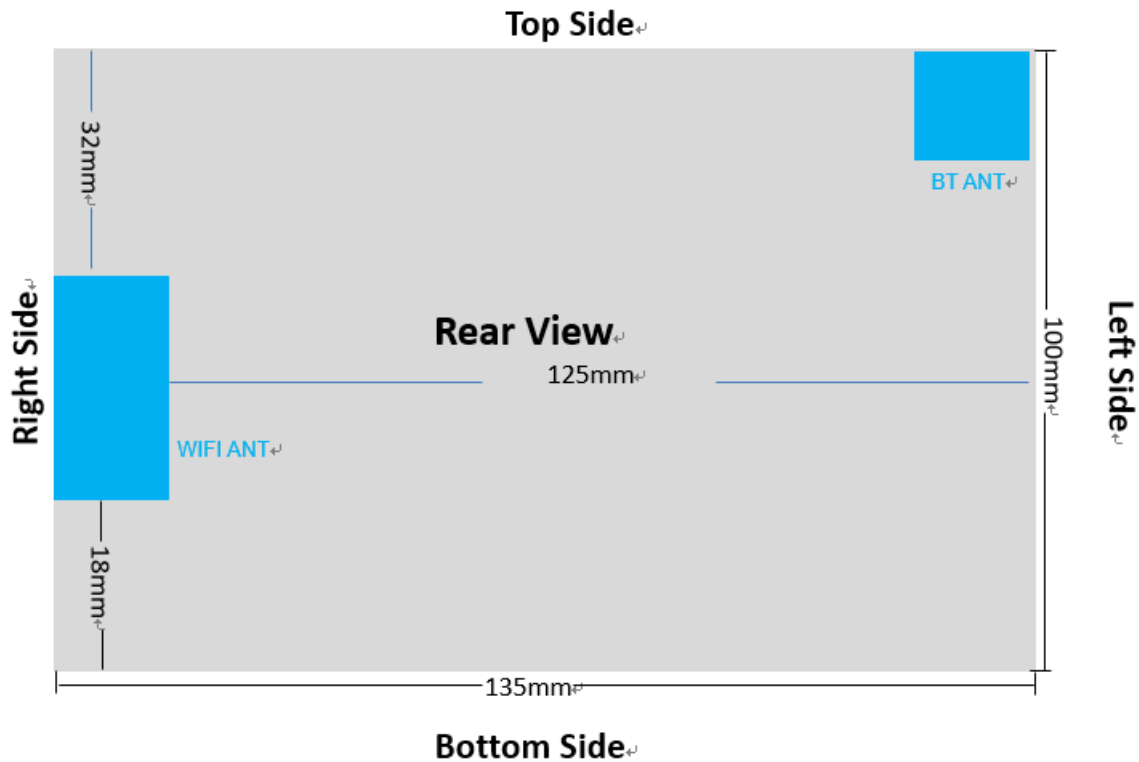 Top Side
32mm
BT ANT
Right Side
Rear View
125mm
100mm
Left Side
WIFI ANT
18mm
135mm
Bottom Side